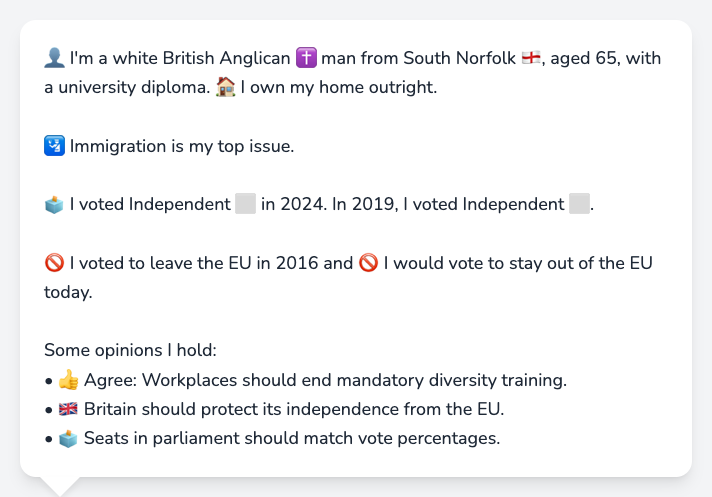 👤 I'm a white British Anglican ✝️ man from South Norfolk 🏴󠁧󠁢󠁥󠁮󠁧󠁿, aged 65, with
a university diploma. 🏠 I own my home outright.
🛂 Immigration is my top issue.
🗳️ I voted Independent ⬜ in 2024. In 2019, I voted Independent ⬜.
🚫 I voted to leave the EU in 2016 and 🚫 I would vote to stay out of the EU
today.
Some opinions I hold:
• 👍 Agree: Workplaces should end mandatory diversity training.
• 🇬🇧 Britain should protect its independence from the EU.
• 🗳️ Seats in parliament should match vote percentages.